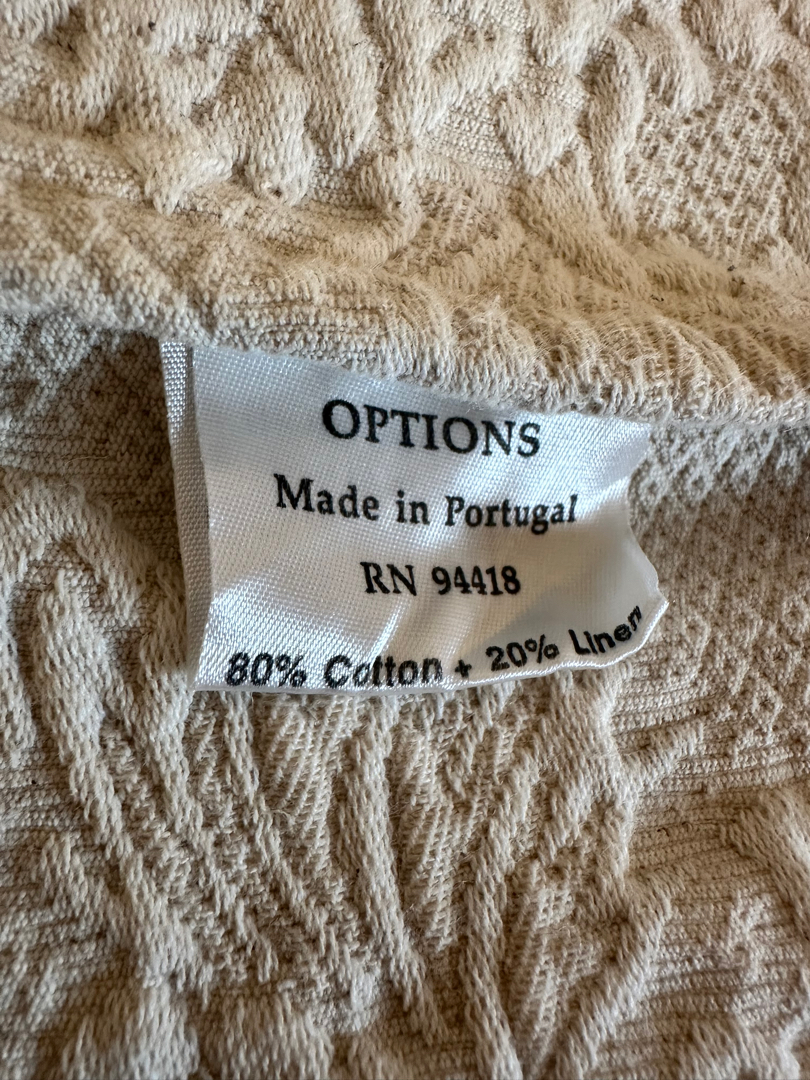 OPTIONS
Made in Portugal
RN 94418
80% Cotton + 20% Linen